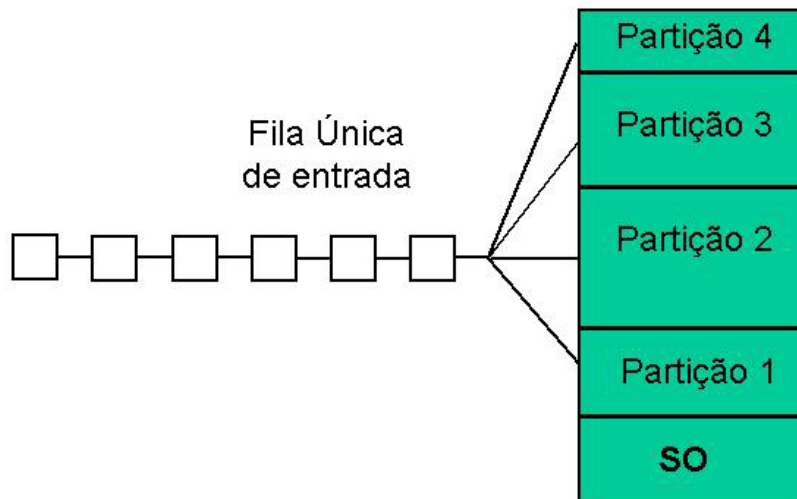 Fila Única
de entrada
Partição 4
Partição 3
Partição 2
Partição 1
SO